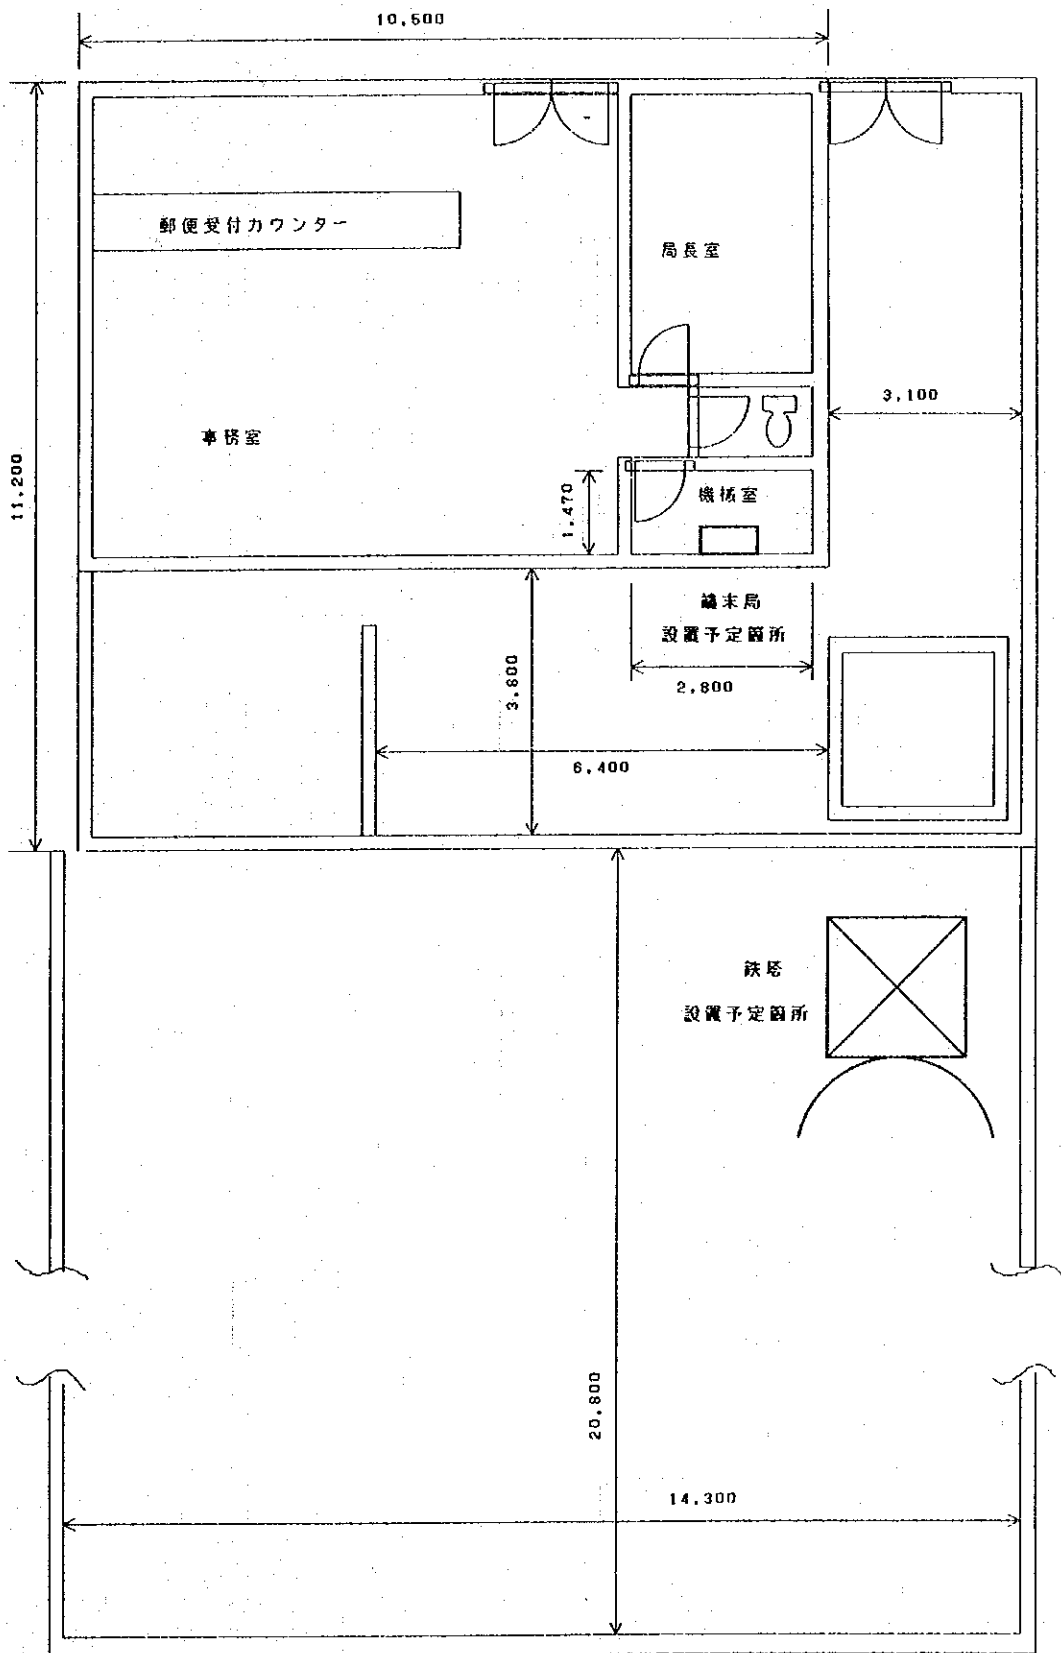 10,500
11,200
郵便受付カウンター
局長室
3,100
事務室
1,470
機械室
端末局
設置予定箇所
3,800
2,800
6,400
鉄塔
設置予定箇所
20,800
14,300